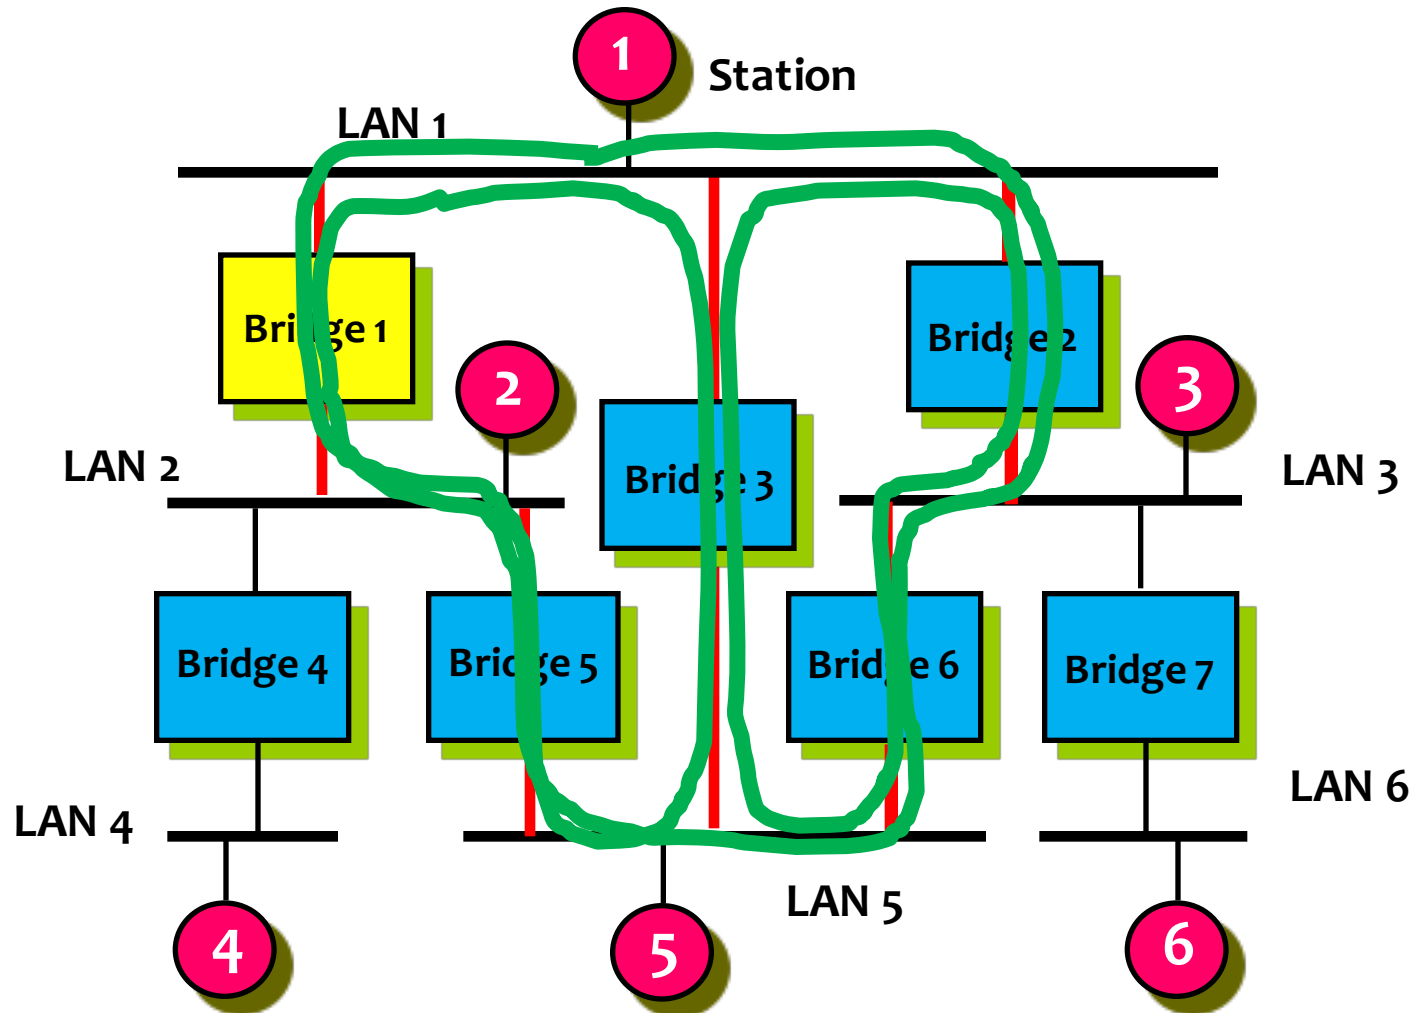 1
Station
LAN 1
Bridge 1
Bridge 2
2
3
LAN 2
Bridge 3
LAN 3
Bridge 4
Bridge 5
Bridge 6
Bridge 7
LAN 6
LAN 4
LAN 5
4
5
6